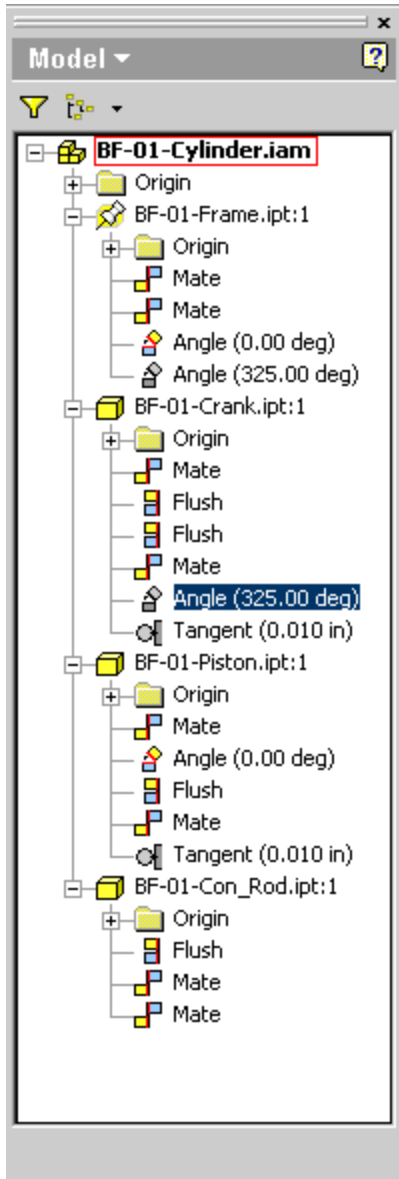 Model
BF-01-Cylinder.iam
Origin
BF-01-Frame.ipt:1
Origin
Mate
Mate
Angle (0.00 deg)
Angle (325.00 deg)
BF-01-Crank.ipt:1
Origin
Mate
Flush
Flush
Mate
Angle (325.00 deg)
Tangent (0.010 in)
BF-01-Piston.ipt:1
Origin
Mate
Angle (0.00 deg)
Flush
Mate
Tangent (0.010 in)
BF-01-Con_Rod.ipt:1
Origin
Flush
Mate
Mate